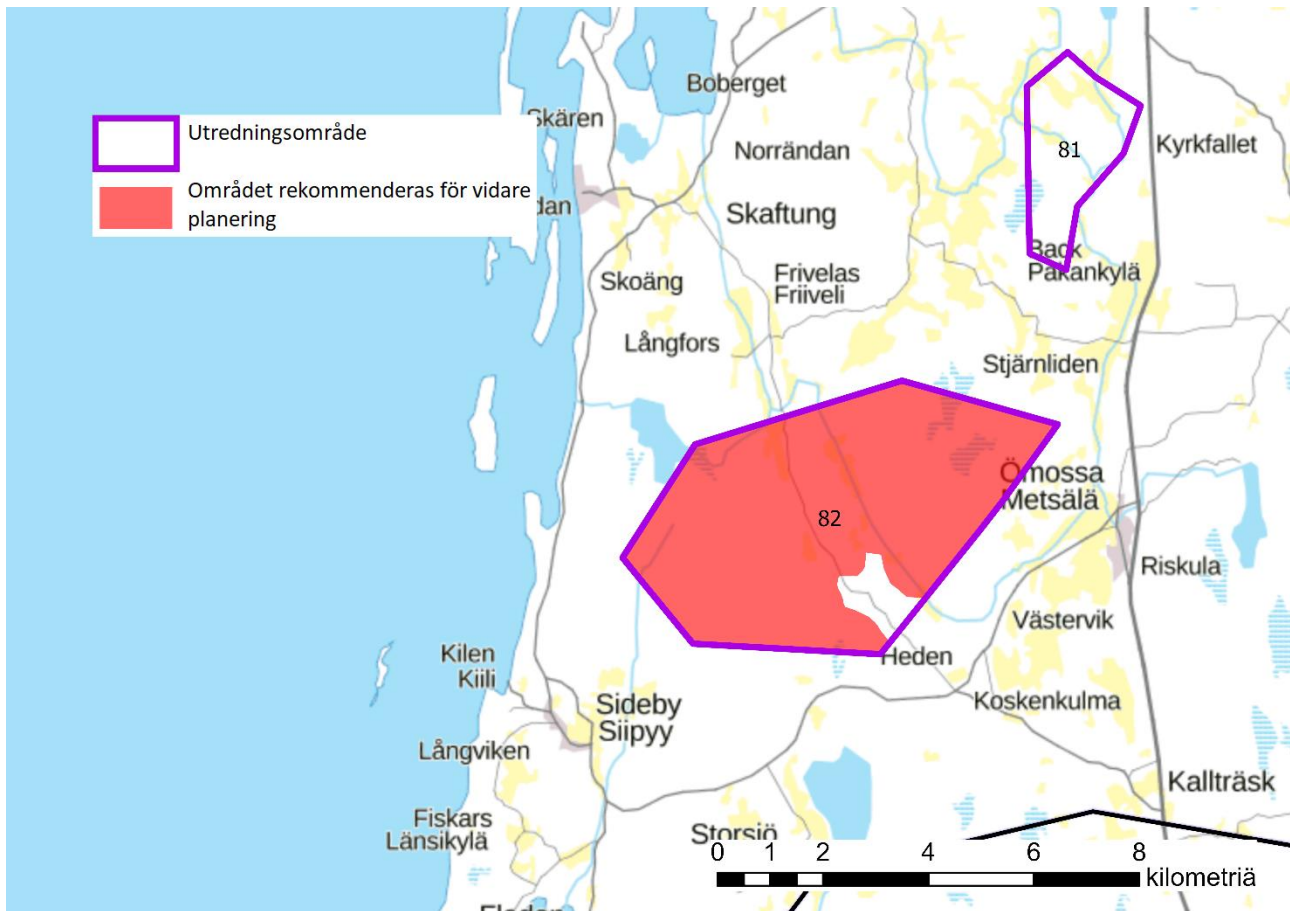 Boberget
Skären
Utredningsområde
Norrändan
81
Kyrkfallet
Området rekommenderas för vidare
planering
dan
Skaftung
Back
Påkankylä
Skoäng
Frivelas
Friiveli
Långfors
Stjärnliden
Ömossa
Metsälä
82
Riskula
Västervik
Kilen
Kiili
Heden
Koskenkulma
Sideby
Siipyy
Långviken
Kallträsk
Fiskars
Länsikylä
Storsjö
0 1 2 4 6 8
kilometriä